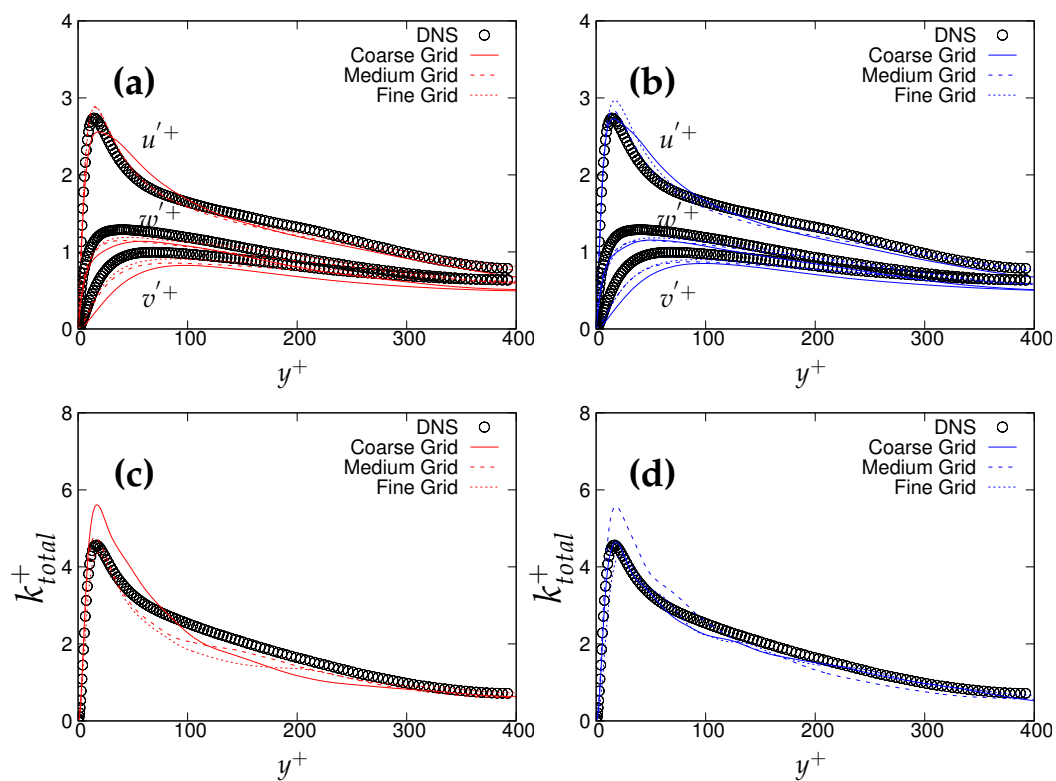 4
3
2
1
0
0
100
200
300
400
(a)
DNS
Coarse Grid
Medium Grid
Fine Grid
u′+
w′+
v′+
y+
4
3
2
1
0
0
100
200
300
400
(b)
DNS
Coarse Grid
Medium Grid
Fine Grid
u′+
w′+
v′+
y+
8
6
4
2
0
0
100
200
300
400
(c)
DNS
Coarse Grid
Medium Grid
Fine Grid
k+total
y+
8
6
4
2
0
0
100
200
300
400
(d)
DNS
Coarse Grid
Medium Grid
Fine Grid
k+total
y+